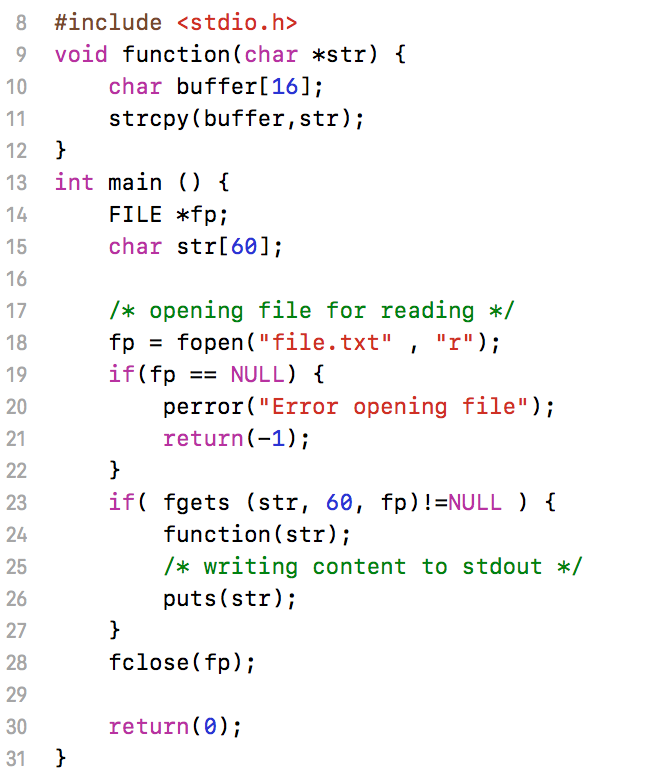 8 #include <stdio.h>
9 void function(char *str) {
10     char buffer[16];
11     strcpy(buffer,str);
12 }
13 int main () {
14     FILE *fp;
15     char str[60];
16
17     /* opening file for reading */
18     fp = fopen("file.txt" , "r");
19     if(fp == NULL) {
20         perror("Error opening file");
21         return(-1);
22     }
23     if( fgets (str, 60, fp)!=NULL ) {
24         function(str);
25         /* writing content to stdout */
26         puts(str);
27     }
28     fclose(fp);
29
30     return(0);
31 }